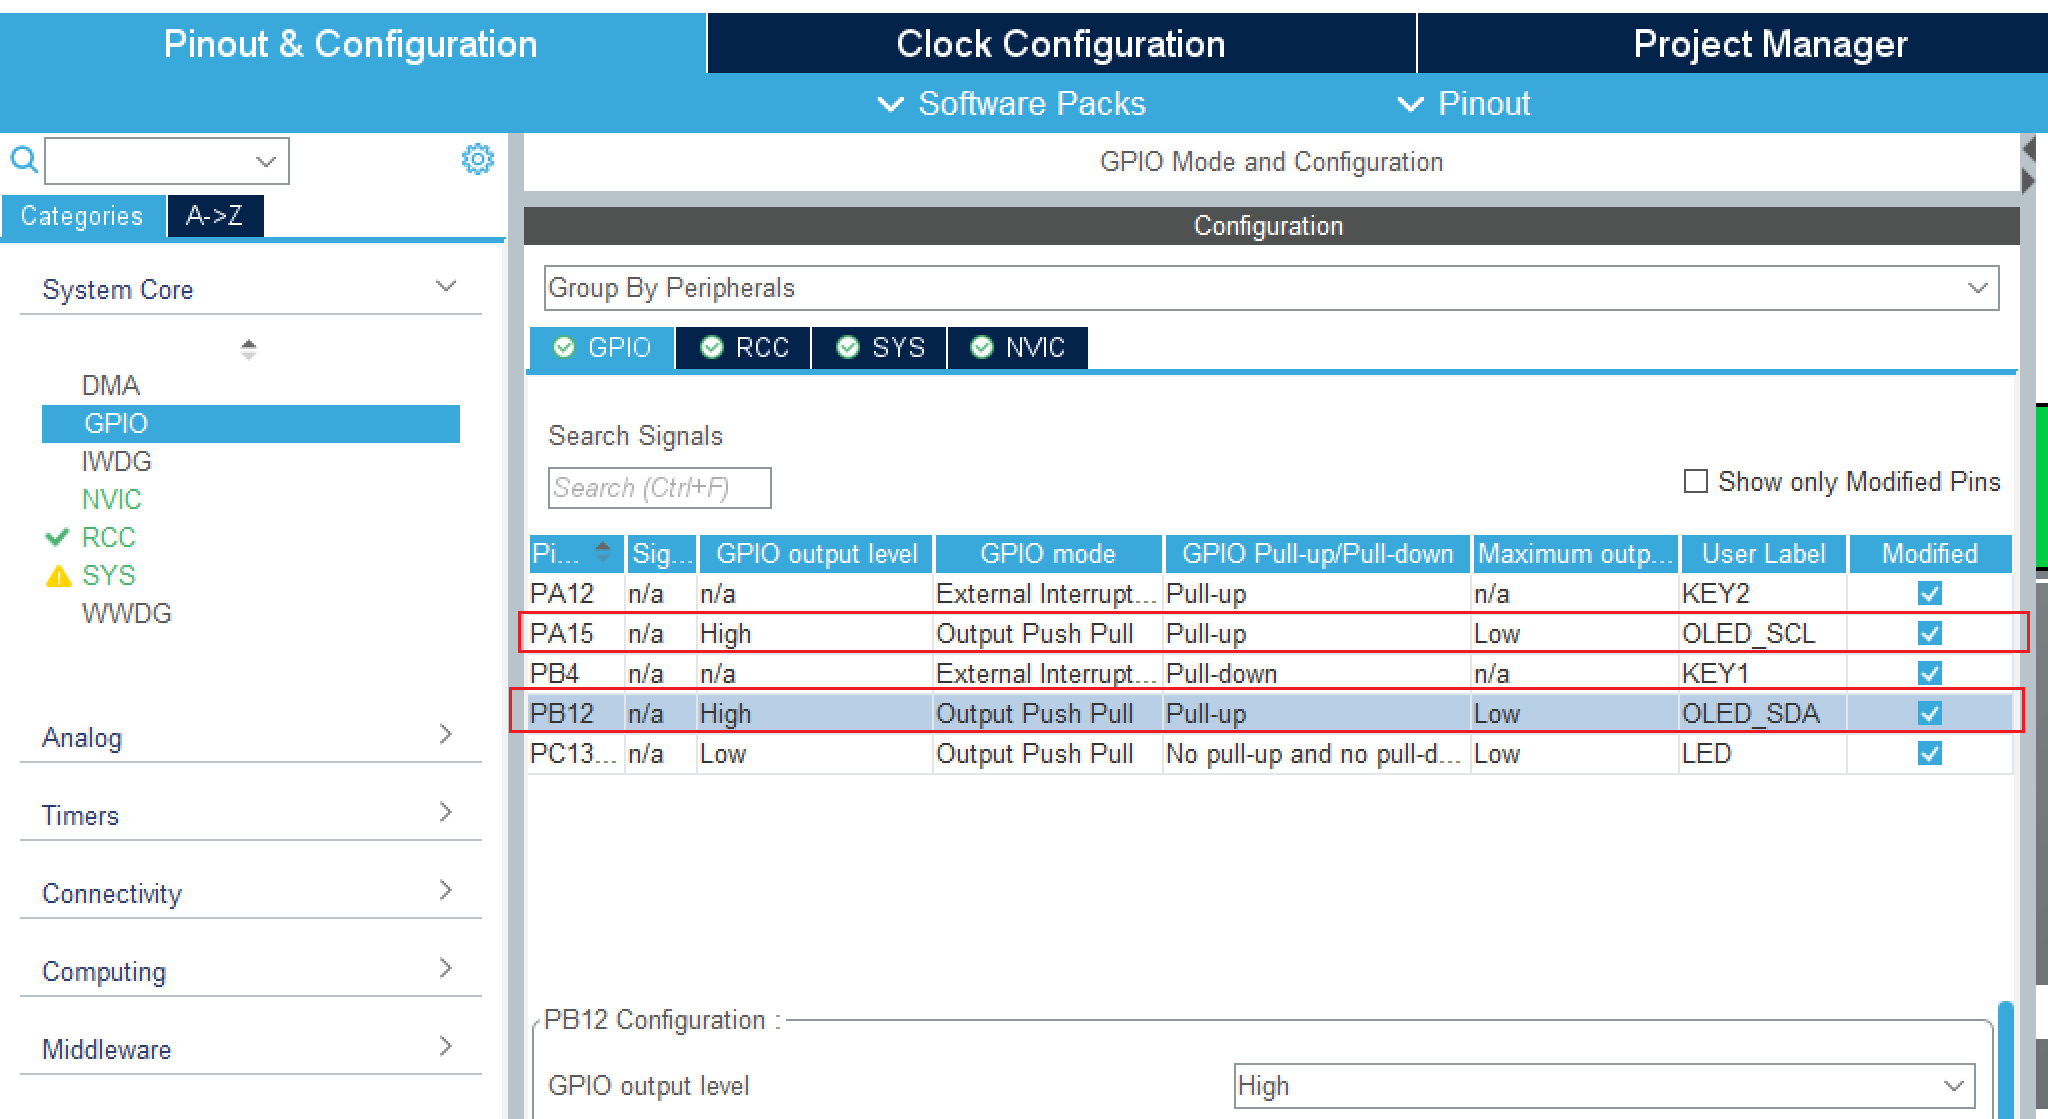 Pinout & Configuration
Clock Configuration
Project Manager
Software Packs
Pinout
GPIO Mode and Configuration
Categories
A->Z
Configuration
System Core
Group By Peripherals
GPIO
RCC
SYS
NVIC
DMA
GPIO
IWDG
NVIC
RCC
SYS
WWDG
Search Signals
Search (Ctrl+F)
Show only Modified Pins
Pi... Sig... GPIO output level GPIO mode GPIO Pull-up/Pull-down Maximum outp... User Label Modified
PA12 n/a n/a External Interrupt... Pull-up n/a KEY2
PA15 n/a High Output Push Pull Pull-up Low OLED_SCL
PB4 n/a n/a External Interrupt... Pull-down n/a KEY1
PB12 n/a High Output Push Pull Pull-up Low OLED_SDA
PC13... n/a Low Output Push Pull No pull-up and no pull-d... Low LED
Analog
Timers
Connectivity
Computing
Middleware
PB12 Configuration :
GPIO output level High